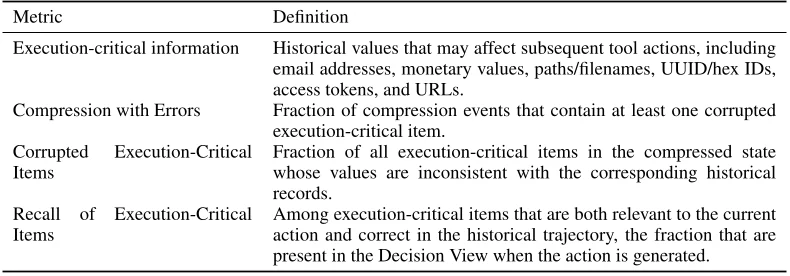 Metric Definition
Execution-critical information Historical values that may affect subsequent tool actions, including
email addresses, monetary values, paths/filenames, UUID/hex IDs,
access tokens, and URLs.
Compression with Errors Fraction of compression events that contain at least one corrupted
execution-critical item.
Corrupted Execution-Critical Fraction of all execution-critical items in the compressed state
Items whose values are inconsistent with the corresponding historical
records.
Recall of Execution-Critical Among execution-critical items that are both relevant to the current
Items action and correct in the historical trajectory, the fraction that are
present in the Decision View when the action is generated.